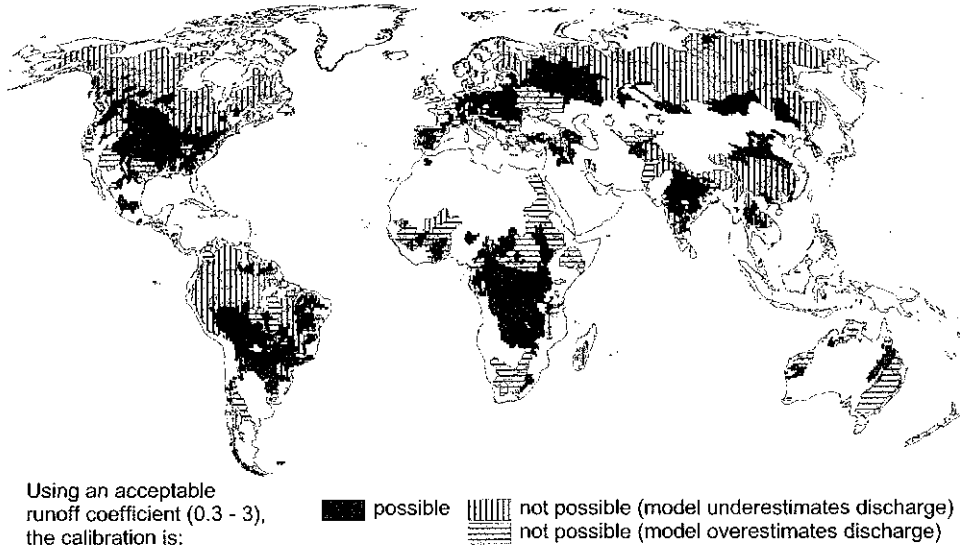 Using an acceptable
runoff coefficient (0.3 - 3),
the calibration is:
possible
not possible (model underestimates discharge)
not possible (model overestimates discharge)